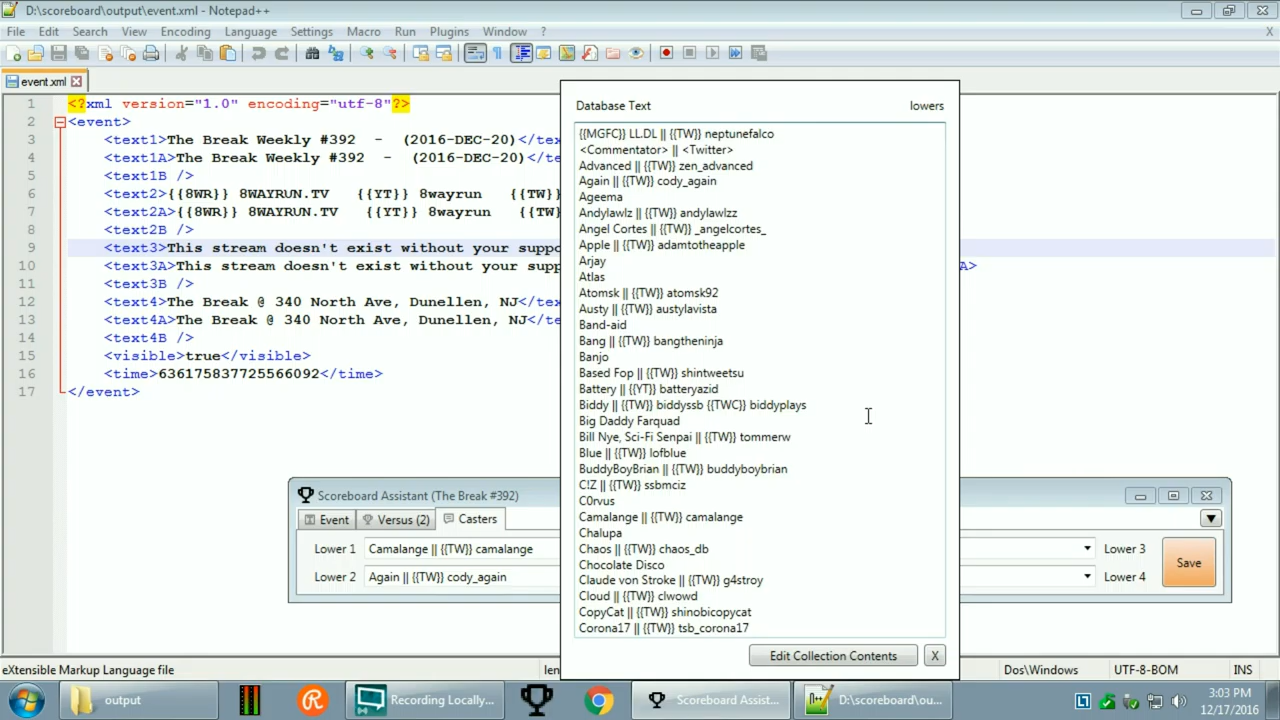 D:\scoreboard\output\event.xml - Notepad++
File Edit Search View Encoding Language Settings Macro Run Plugins Window ? X
event.xml
1 <?xml version="1.0" encoding="utf-8"?>
2 <event>
3 <text1>The Break Weekly #392 - (2016-DEC-20)</tex
4 <text1A>The Break Weekly #392 - (2016-DEC-20)</te
5 <text1B />
6 <text2>{{8WR}} 8WAYRUN.TV {{YT}} 8wayrun {{TW}
7 <text2A>{{8WR}} 8WAYRUN.TV {{YT}} 8wayrun {{TW
8 <text2B />
9 <text3>This stream doesn't exist without your suppo
10 <text3A>This stream doesn't exist without your supp A>
11 <text3B />
12 <text4>The Break @ 340 North Ave, Dunellen, NJ</tex
13 <text4A>The Break @ 340 North Ave, Dunellen, NJ</te
14 <text4B />
15 <visible>true</visible>
16 <time>636175837725566092</time>
17 </event>
Database Text lowers
{{MGFC}} LL.DL || {{TW}} neptunefalco
<Commentator> || <Twitter>
Advanced || {{TW}} zen_advanced
Again || {{TW}} cody_again
Ageema
Andylawlz || {{TW}} andylawlzz
Angel Cortes || {{TW}} _angelcortes_
Apple || {{TW}} adamtotheapple
Arjay
Atlas
Atomsk || {{TW}} atomsk92
Austy || {{TW}} austylavista
Band-aid
Bang || {{TW}} bangtheninja
Banjo
Based Fop || {{TW}} shintweetsu
Battery || {{YT}} batteryazid
Biddy || {{TW}} biddyssb {{TWC}} biddyplays
Big Daddy Farquad
Bill Nye, Sci-Fi Senpai || {{TW}} tommerw
Blue || {{TW}} lofblue
BuddyBoyBrian || {{TW}} buddyboybrian
C!Z || {{TW}} ssbmciz
C0rvus
Camalange || {{TW}} camalange
Chalupa
Chaos || {{TW}} chaos_db
Chocolate Disco
Claude von Stroke || {{TW}} g4stroy
Cloud || {{TW}} clwowd
CopyCat || {{TW}} shinobicopycat
Corona17 || {{TW}} tsb_corona17
Edit Collection Contents X
Scoreboard Assistant (The Break #392)
Event Versus (2) Casters
Lower 1 Camalange || {{TW}} camalange Lower 3
Lower 2 Again || {{TW}} cody_again Lower 4
Save
eXtensible Markup Language file len Dos\Windows UTF-8-BOM INS
output Recording Locally... Scoreboard Assist... D:\scoreboard\ou...
3:03 PM
12/17/2016